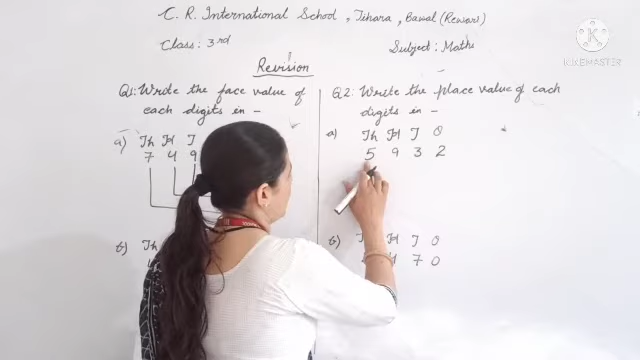 C. R. International School, Jihara, Bawal (Rewari)
Class: 3rd
Subject: Maths
Revision
Q1: Write the face value of
each digits in -
a) Th H T
7 4 9
b) Th
Q2: Write the place value of each
digits in -
a) Th H T O
5 9 3 2
b) H T O
7 0
KINEMASTER